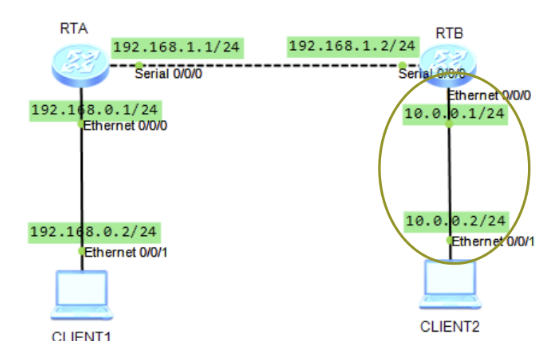 RTA
RTB
192.168.1.1/24
192.168.1.2/24
Serial 0/0/0
Serial 0/0/0
Ethernet 0/0/0
192.168.0.1/24
10.0.0.1/24
Ethernet 0/0/0
10.0.0.2/24
192.168.0.2/24
Ethernet 0/0/1
Ethernet 0/0/1
CLIENT2
CLIENT1